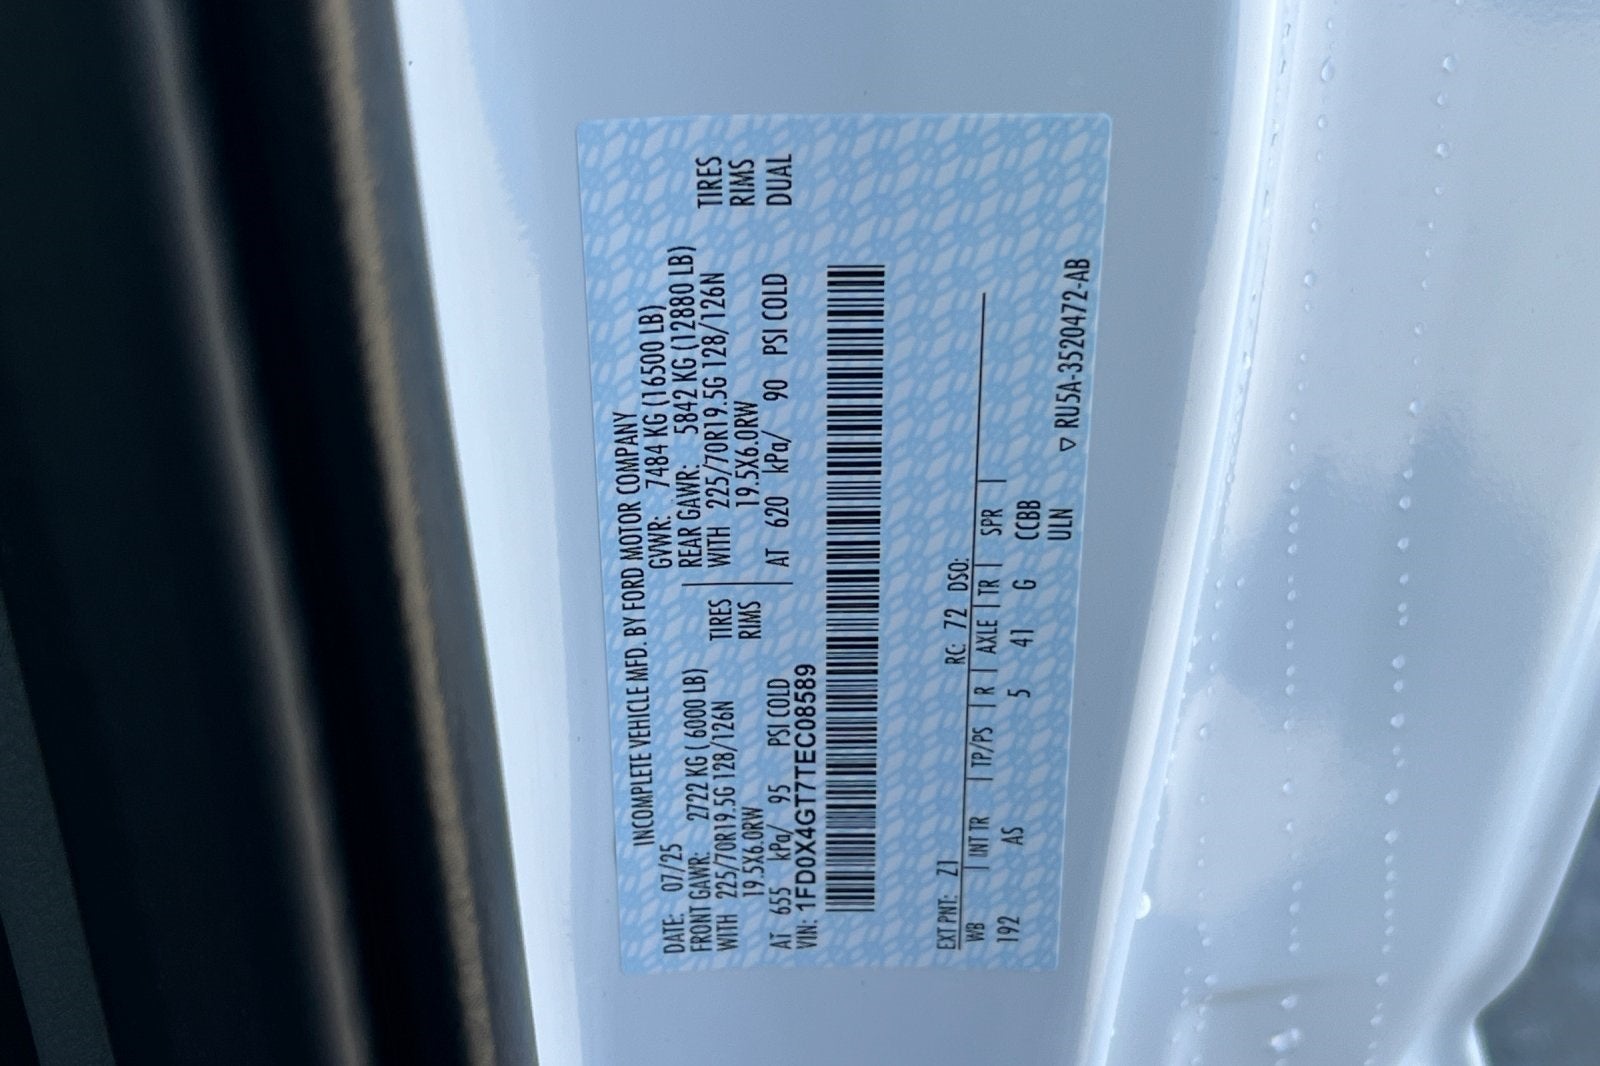 INCOMPLETE VEHICLE MFD. BY FORD MOTOR COMPANY
DATE: 07/25 GVWR: 7484 KG (16500 LB)
FRONT GAWR: 2722 KG ( 6000 LB) REAR GAWR: 5842 KG (12880 LB)
WITH 225/70R19.5G 128/126N TIRES WITH 225/70R19.5G 128/126N TIRES
19.5X6.0RW RIMS 19.5X6.0RW RIMS
AT 655 kPa/ 95 PSI COLD AT 620 kPa/ 90 PSI COLD DUAL
VIN: 1FD0X4GT7TEC08589
EXT PNT: Z1 RC: 72 DSO:
WB | INT TR | TP/PS | R | AXLE | TR | SPR |
192 AS 5 41 G CCBB
ULN
▽ RU5A-3520472-AB